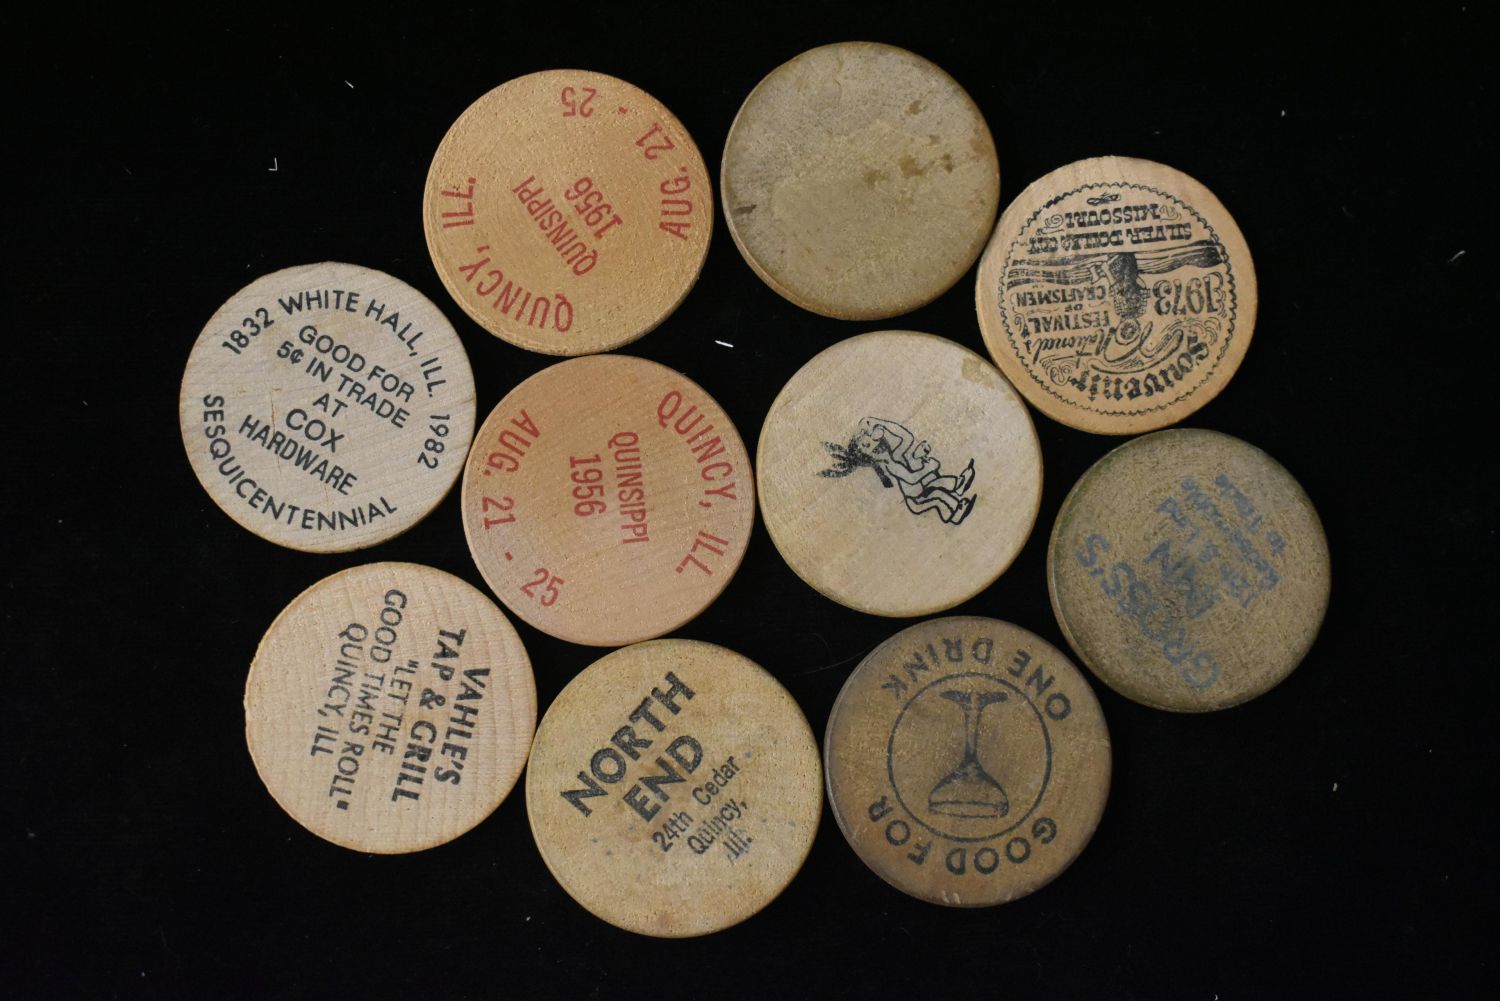 QUINCY, ILL.
AUG. 21 - 25
QUINSIPPI
1956
SOUVENIR
National's
1973
FESTIVAL
OF
CRAFTSMEN
SILVER DOLLAR CITY
MISSOURI
1832 WHITE HALL, ILL. 1982
GOOD FOR
5¢ IN TRADE
AT
COX
HARDWARE
SESQUICENTENNIAL
QUINCY, ILL.
QUINSIPPI
1956
AUG. 21 - 25
GROSS'S
VAHLE'S
TAP & GRILL
"LET THE
GOOD TIMES ROLL"
QUINCY, ILL
NORTH
END
24th Cedar
Quincy,
Ill.
GOOD FOR
ONE DRINK